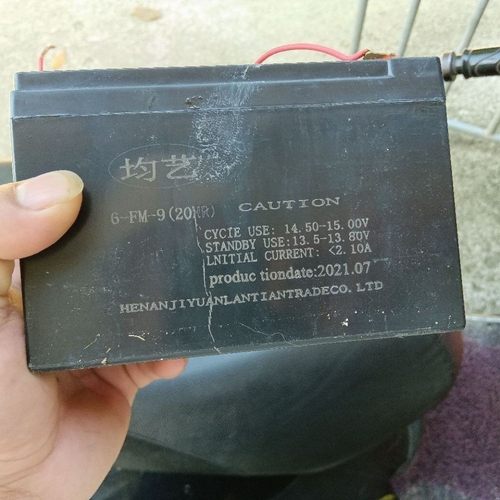 均艺
6-FM-9(20HR) CAUTION
CYCIE USE: 14.50-15.00V
STANDBY USE:13.5-13.80V
LNITIAL CURRENT: <2.10A
produc tiondate:2021.07
HENANJIYUANLANTIANTRADECO. LTD